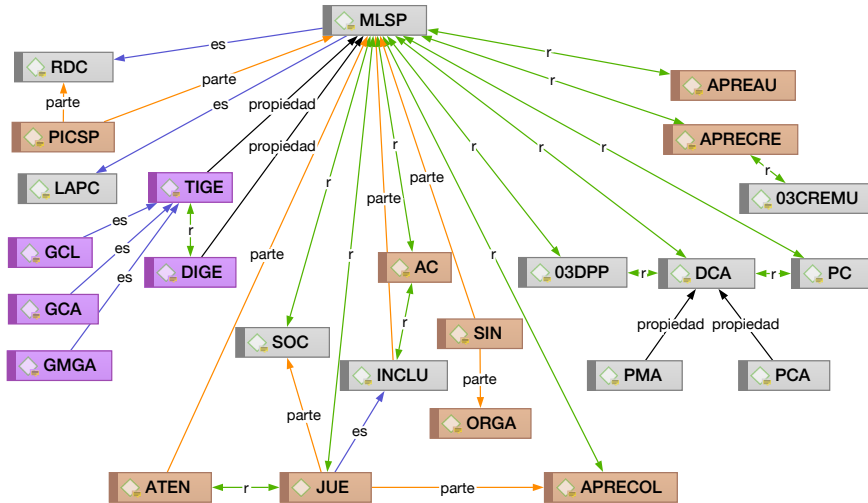 MLSP
es
RDC
r
parte
es
APREAU
parte
r
propiedad
PICSP
APRECRE
propiedad
r
r
r
r
LAPC
TIGE
r
03CREMU
r
parte
es
r
parte
es
r
GCL
es
DIGE
r
AC
03DPP
r
DCA
r
PC
GCA
r
SIN
propiedad
propiedad
SOC
GMGA
INCLU
PMA
PCA
parte
parte
ORGA
es
ATEN
r
JUE
parte
APRECOL